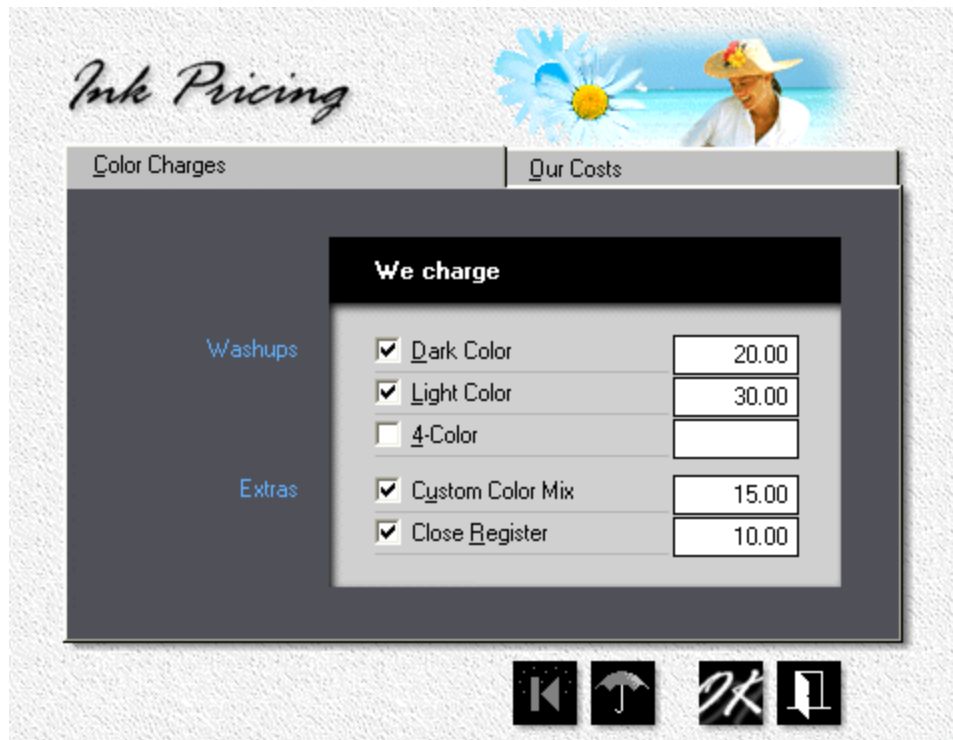 Ink Pricing
Color Charges
Our Costs
We charge
Washups
Dark Color 20.00
Light Color 30.00
4-Color
Extras
Custom Color Mix 15.00
Close Register 10.00
OK